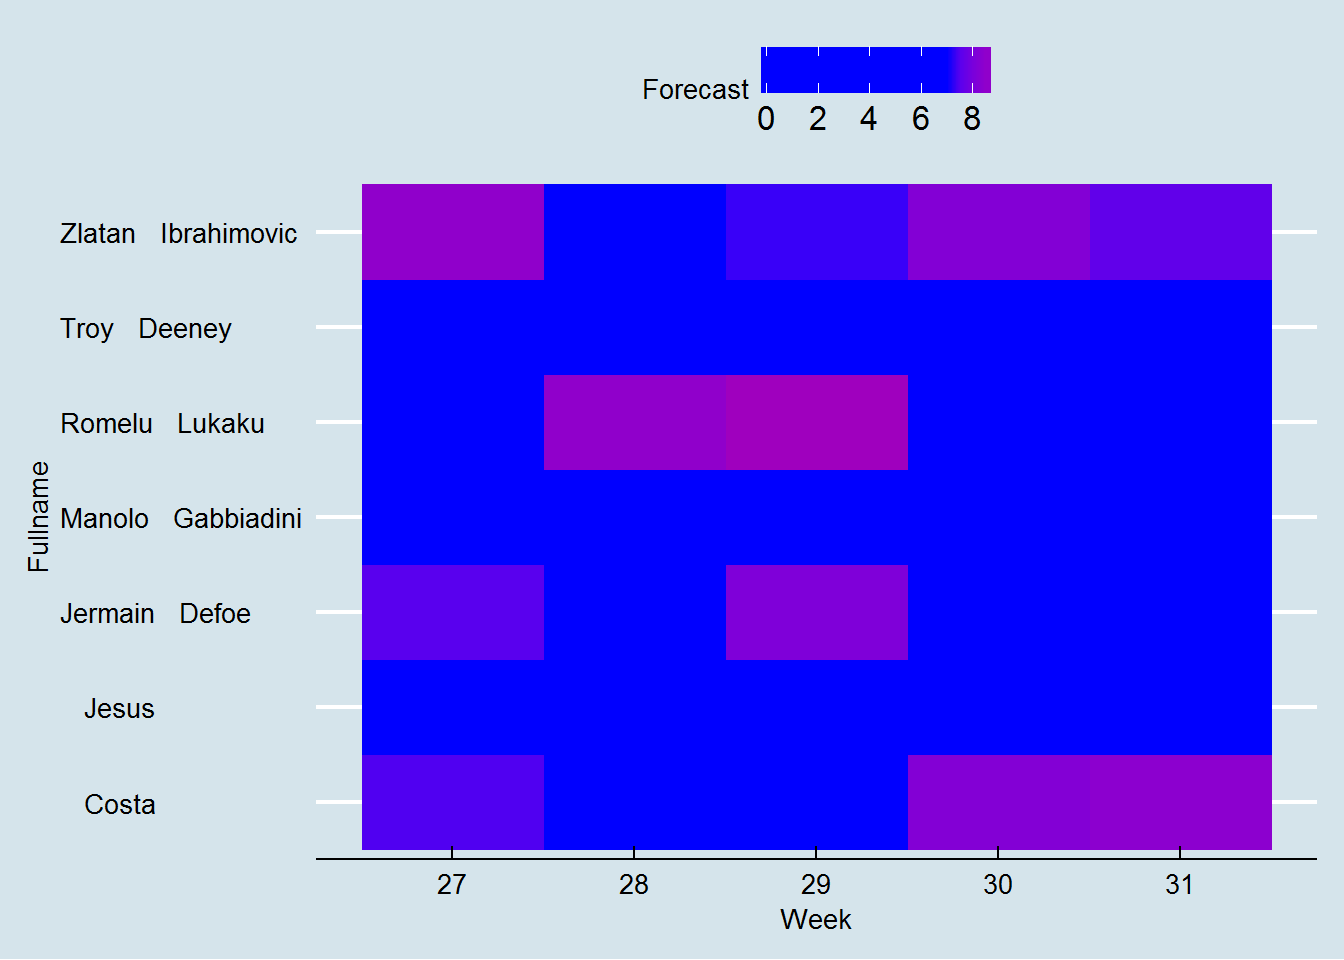 Forecast
0 2 4 6 8
Zlatan Ibrahimovic
Troy Deeney
Romelu Lukaku
Manolo Gabbiadini
Jermain Defoe
Jesus
Costa
Fullname
27 28 29 30 31
Week